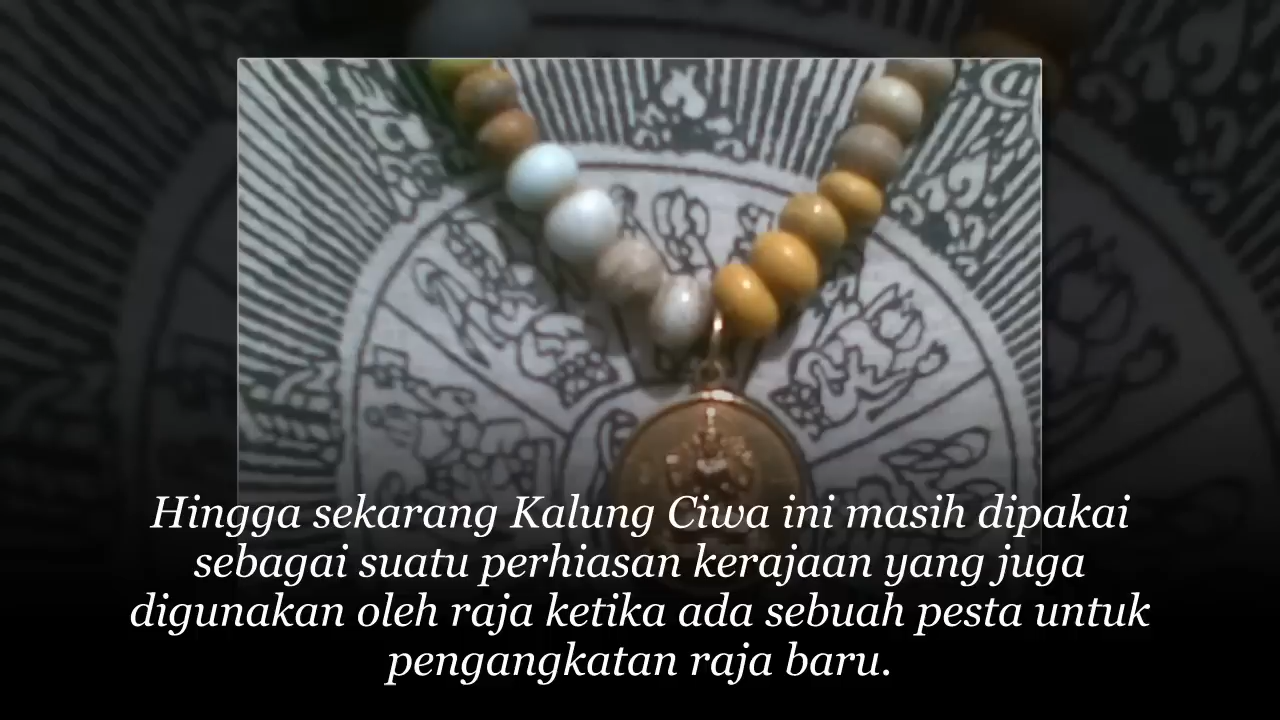 Hingga sekarang Kalung Ciwa ini masih dipakai
sebagai suatu perhiasan kerajaan yang juga
digunakan oleh raja ketika ada sebuah pesta untuk
pengangkatan raja baru.